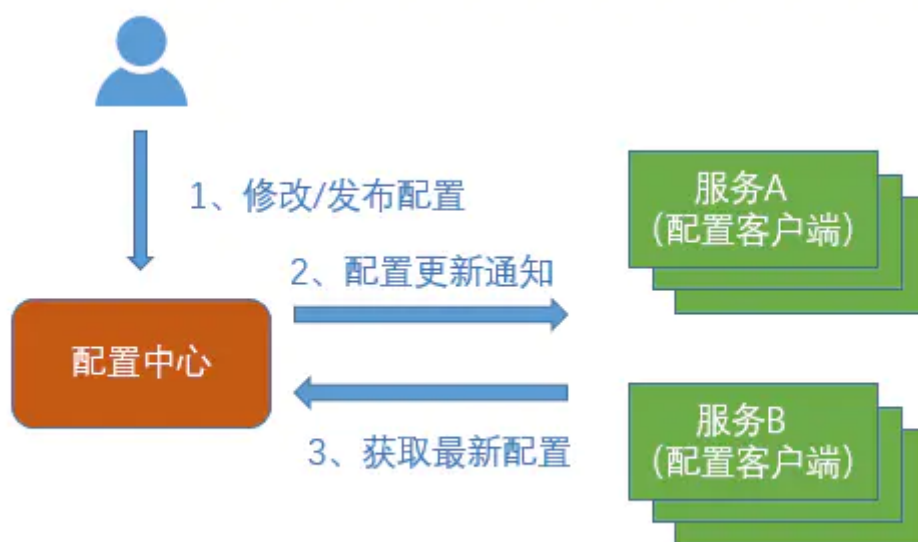 1、修改/发布配置
服务A
(配置客户端)
2、配置更新通知
配置中心
3、获取最新配置
服务B
(配置客户端)